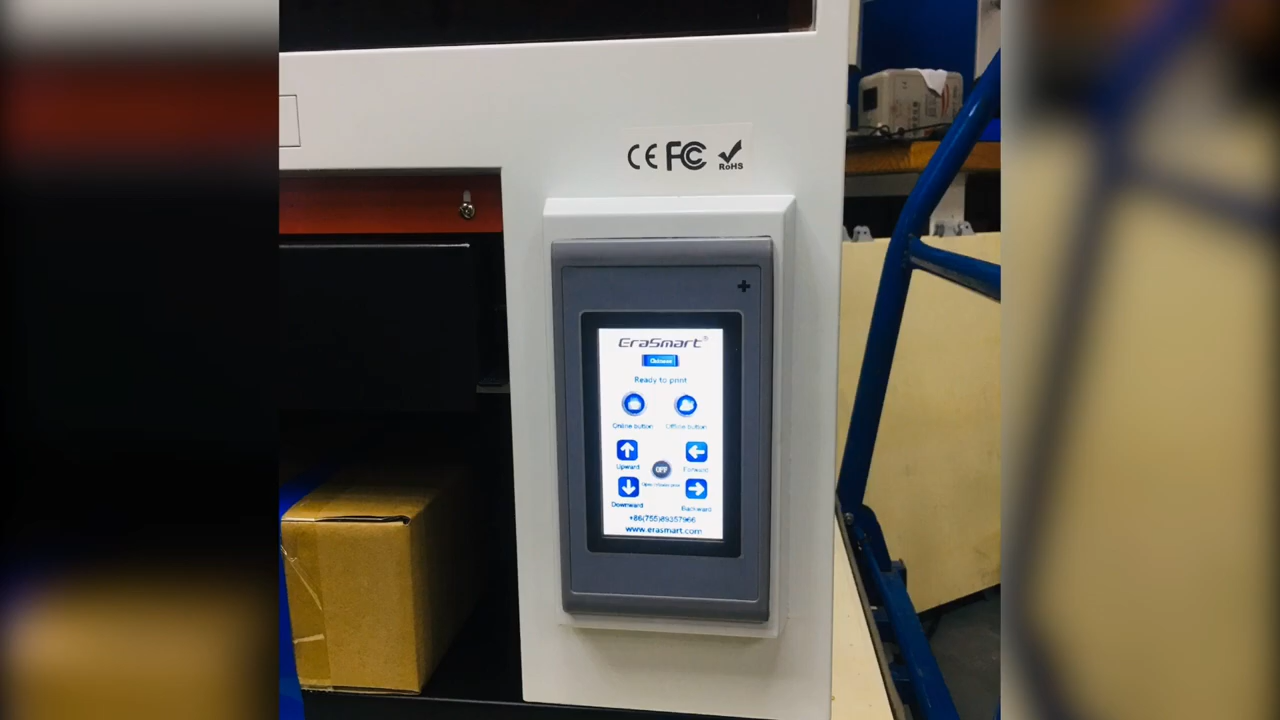 CE FC RoHS
EraSmart®
Chinese
Ready to print
Online button Offline button
Upward Forward
OFF
Downward Backward
+86(755)89357966
www.erasmart.com